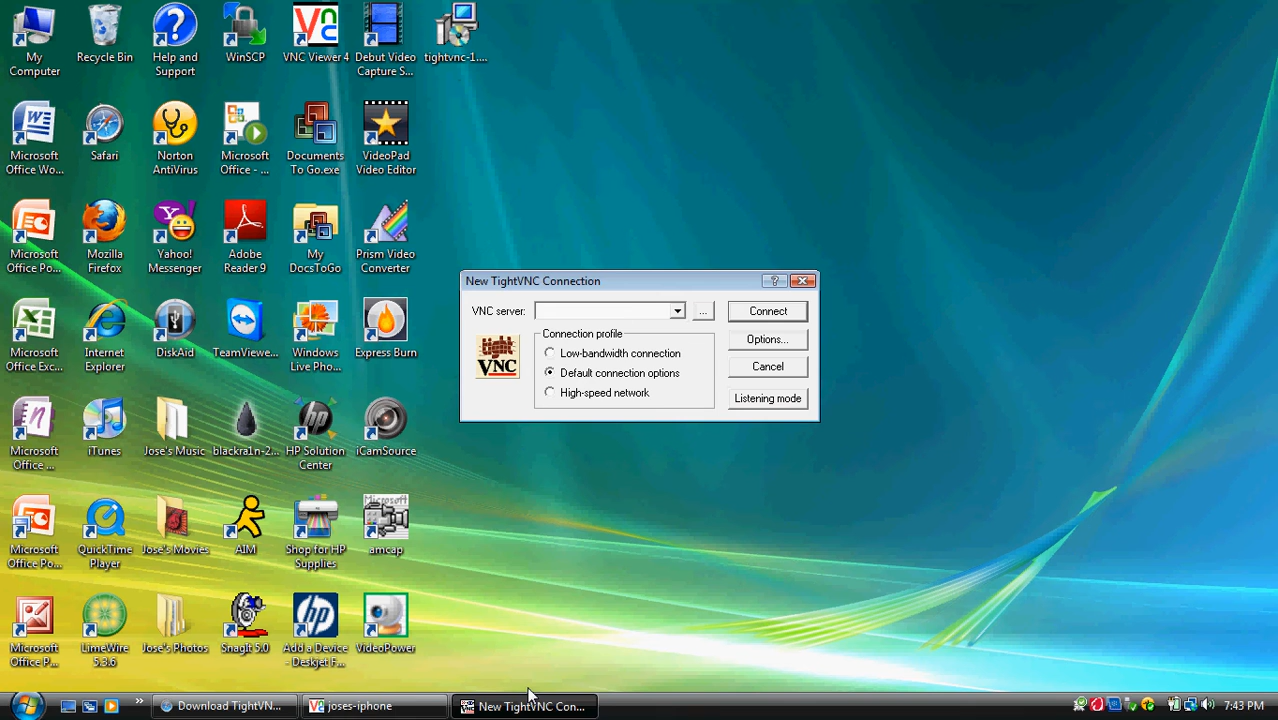 My
Computer
Recycle Bin
Help and
Support
WinSCP
VNC Viewer 4
Debut Video
Capture S...
tightvnc-1....
Microsoft
Office Wo...
Safari
Norton
AntiVirus
Microsoft
Office - ...
Documents
To Go.exe
VideoPad
Video Editor
Microsoft
Office Po...
Mozilla
Firefox
Yahoo!
Messenger
Adobe
Reader 9
My
DocsToGo
Prism Video
Converter
Microsoft
Office Exc...
Internet
Explorer
DiskAid
TeamViewe...
Windows
Live Pho...
Express Burn
Microsoft
Office ...
iTunes
Jose's Music
blackra1n-2...
HP Solution
Center
iCamSource
Microsoft
Office Po...
QuickTime
Player
Jose's Movies
AIM
Shop for HP
Supplies
Microsoft
amcap
Microsoft
Office P...
LimeWire
5.3.6
Jose's Photos
SnagIt 5.0
Add a Device
- Deskjet F...
VideoPower
New TightVNC Connection
VNC server:
...
Connect
Connection profile
Low-bandwidth connection
Default connection options
High-speed network
VNC
Options...
Cancel
Listening mode
Download TightVN...
joses-iphone
New TightVNC Con...
7:43 PM